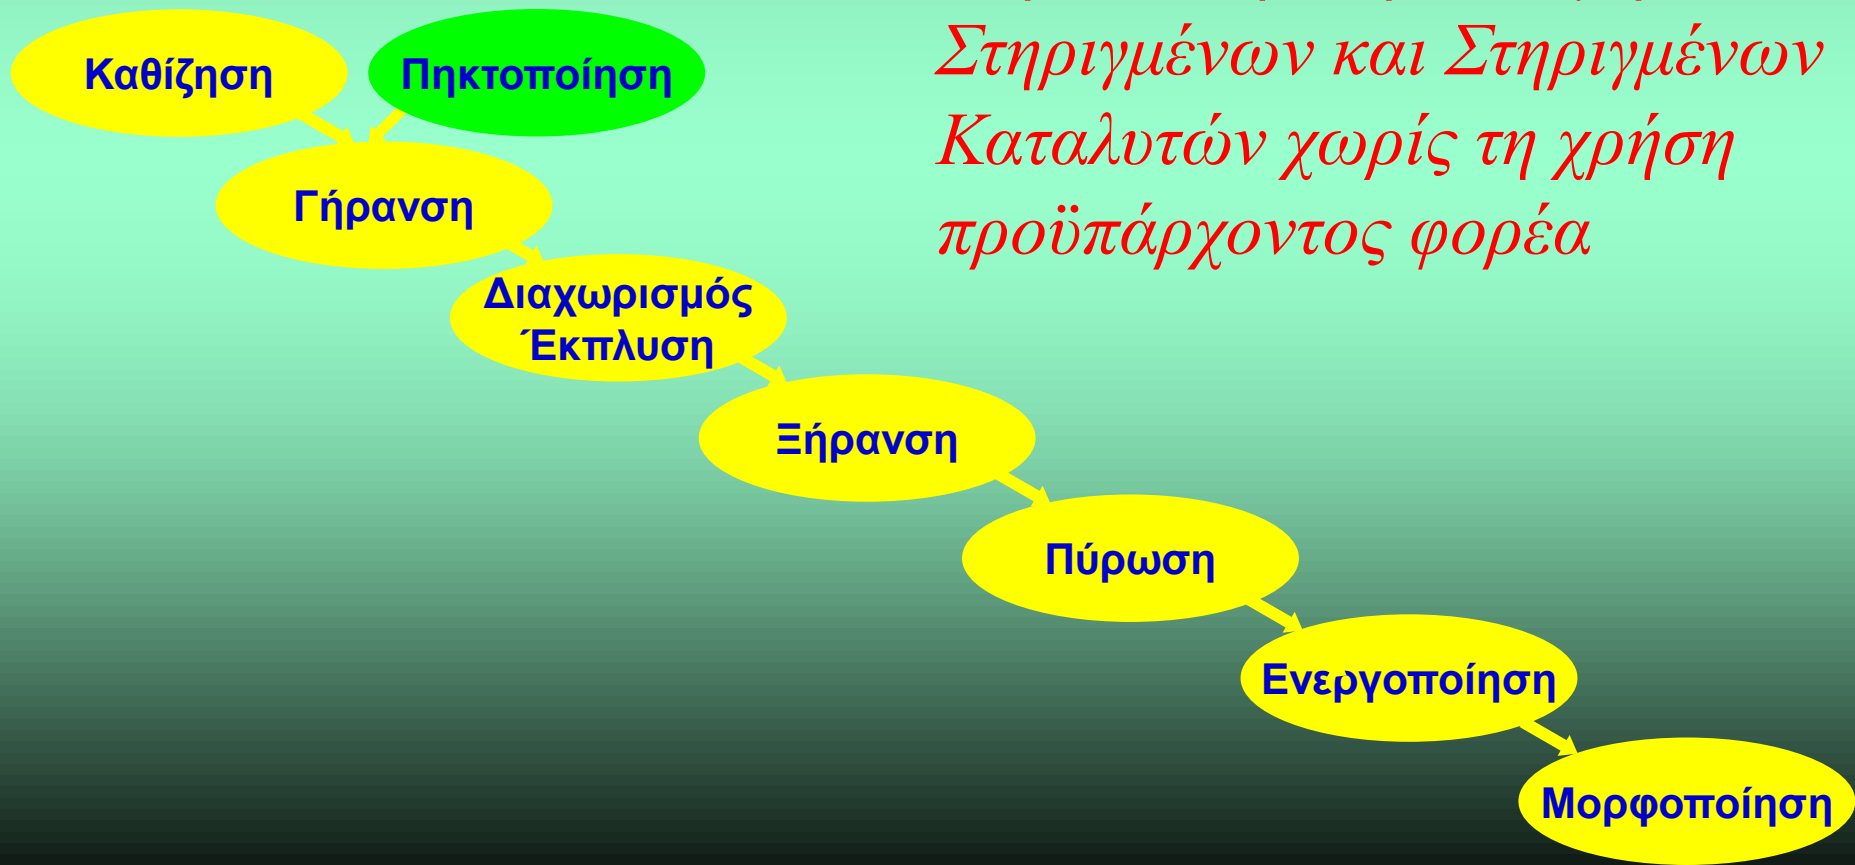 Στηριγμένων και Στηριγμένων
Καταλυτών χωρίς τη χρήση
προϋπάρχοντος φορέα
Καθίζηση
Πηκτοποίηση
Γήρανση
Διαχωρισμός
Έκπλυση
Ξήρανση
Πύρωση
Ενεργοποίηση
Μορφοποίηση